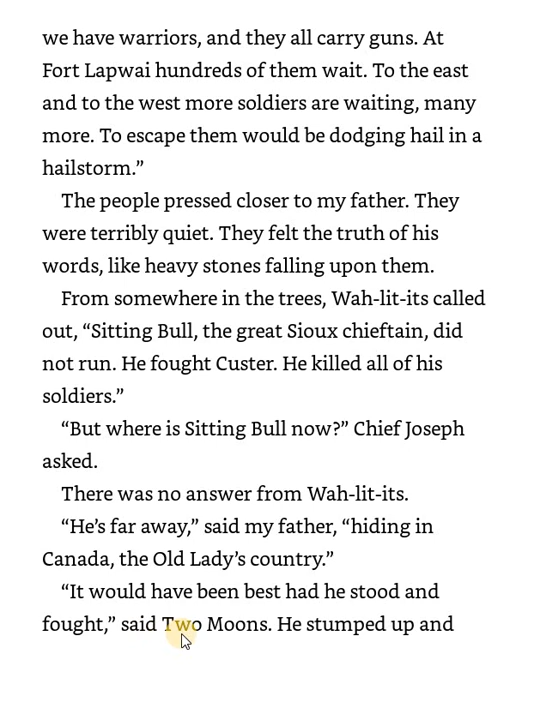 we have warriors, and they all carry guns. At
Fort Lapwai hundreds of them wait. To the east
and to the west more soldiers are waiting, many
more. To escape them would be dodging hail in a
hailstorm.”
The people pressed closer to my father. They
were terribly quiet. They felt the truth of his
words, like heavy stones falling upon them.
From somewhere in the trees, Wah-lit-its called
out, “Sitting Bull, the great Sioux chieftain, did
not run. He fought Custer. He killed all of his
soldiers.”
“But where is Sitting Bull now?” Chief Joseph
asked.
There was no answer from Wah-lit-its.
“He’s far away,” said my father, “hiding in
Canada, the Old Lady’s country.”
“It would have been best had he stood and
fought,” said Two Moons. He stumped up and